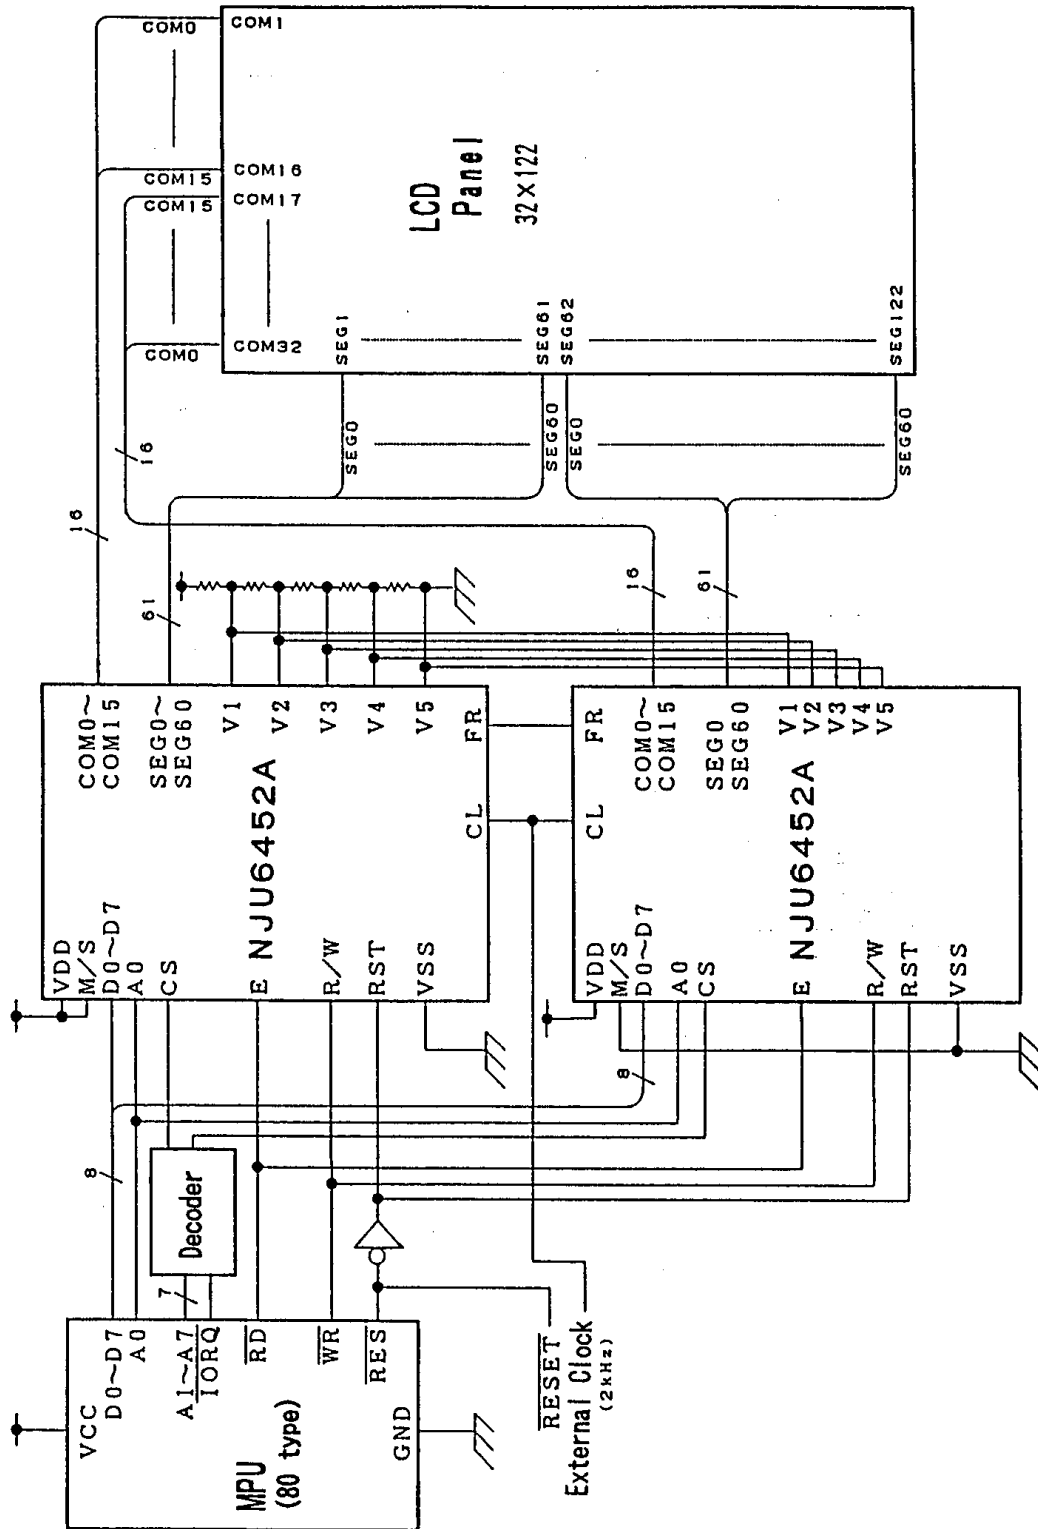 VCC
D0~D7
A0
A1~A7
IORQ
RD
WR
RES
GND
MPU
(80 type)
7
Decoder
8
RESET
External Clock
(2kHz)
VDD
M/S
D0~D7
A0
CS
E
R/W
RST
VSS
NJU6452A
COM0~
COM15
SEG0~
SEG60
V1
V2
V3
V4
V5
FR
CL
8
VDD
M/S
D0~D7
A0
CS
E
R/W
RST
VSS
NJU6452A
CL
FR
COM0~
COM15
SEG0
SEG60
V1
V2
V3
V4
V5
16
61
16
61
16
COM0
COM15
COM15
COM0
COM1
COM16
COM17
COM32
SEG0
SEG60
SEG0
SEG60
SEG1
SEG61
SEG62
SEG122
LCD
Panel
32×122